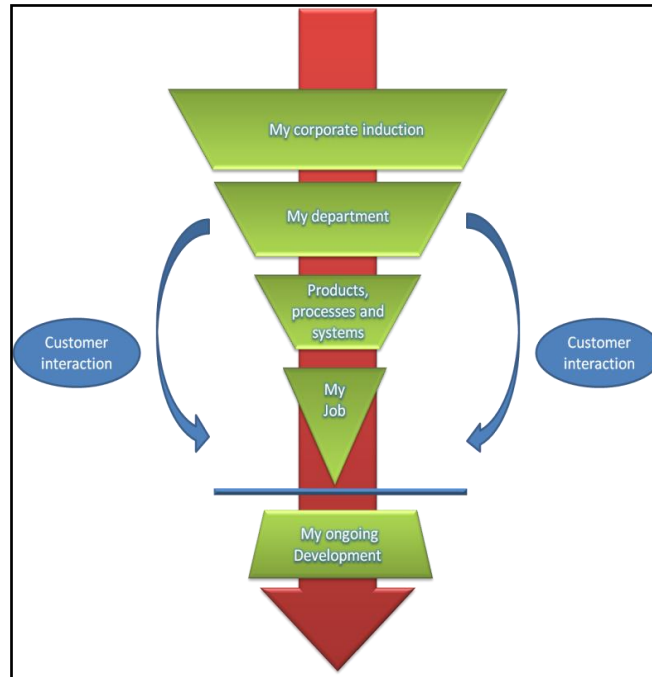 My corporate induction
My department
Products,
processes and
systems
Customer
interaction
Customer
interaction
My
Job
My ongoing
Development